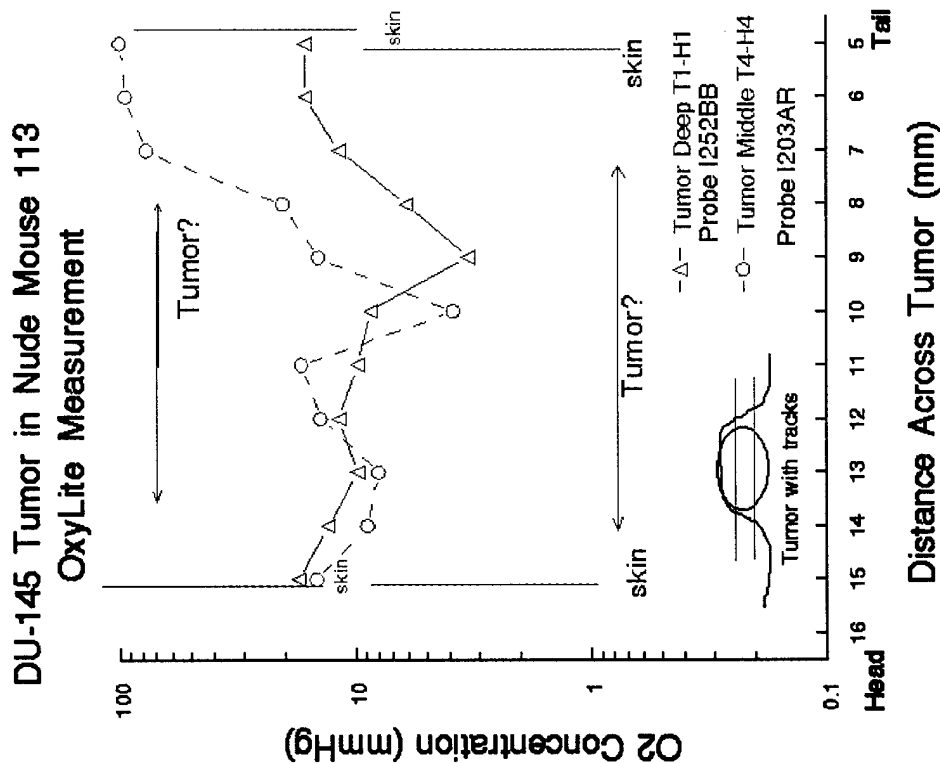 DU-145 Tumor in Nude Mouse 113
OxyLite Measurement
100
10
1
0.1
O2 Concentration (mmHg)
skin
skin
skin
skin
Tumor?
Tumor?
-△- Tumor Deep T1-H1
Probe I252BB
-○- Tumor Middle T4-H4
Probe I203AR
Tumor with tracks
16 15 14 13 12 11 10 9 8 7 6 5
Head Tail
Distance Across Tumor (mm)